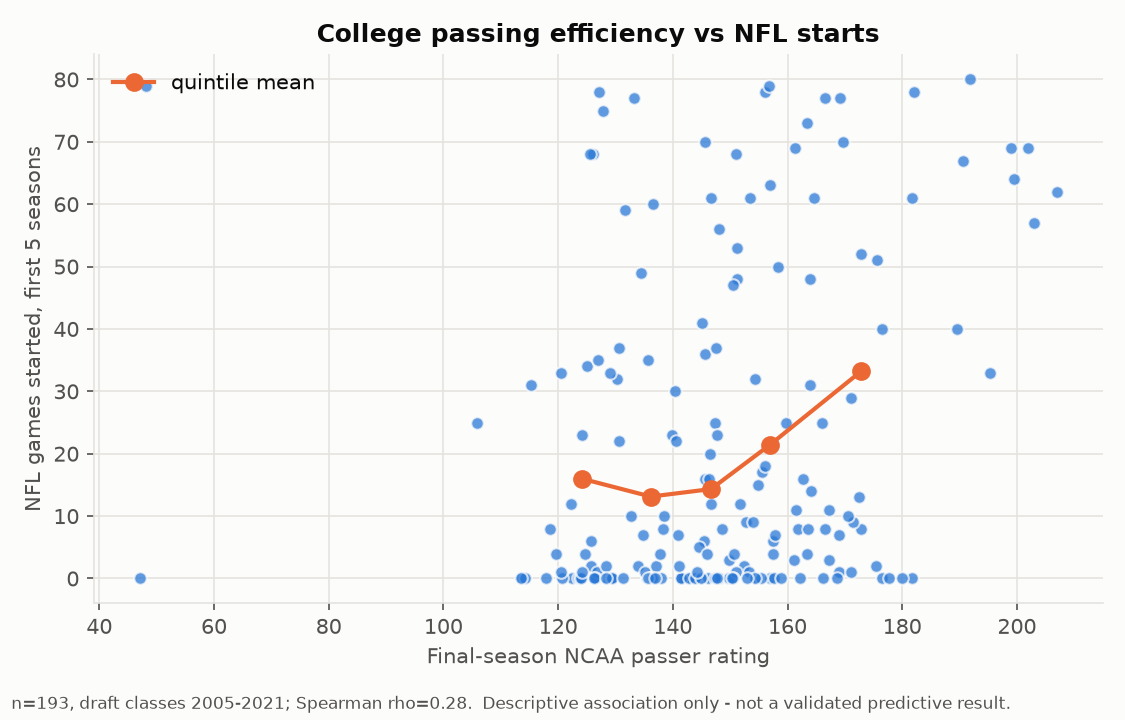 College passing efficiency vs NFL starts
quintile mean
NFL games started, first 5 seasons
80
70
60
50
40
30
20
10
0
40 60 80 100 120 140 160 180 200
Final-season NCAA passer rating
n=193, draft classes 2005-2021; Spearman rho=0.28. Descriptive association only - not a validated predictive result.